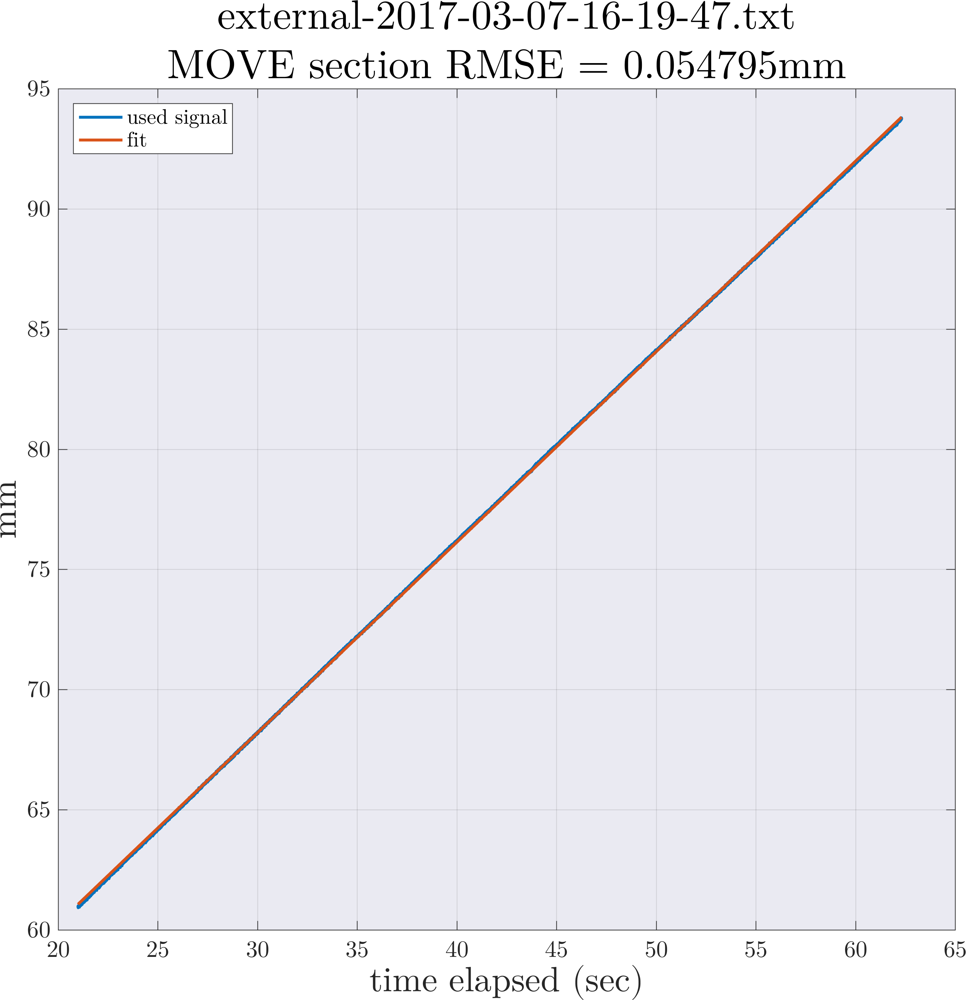 external-2017-03-07-16-19-47.txt
MOVE section RMSE = 0.054795mm
used signal
fit
95
90
85
80
75
70
65
60
mm
20 25 30 35 40 45 50 55 60 65
time elapsed (sec)